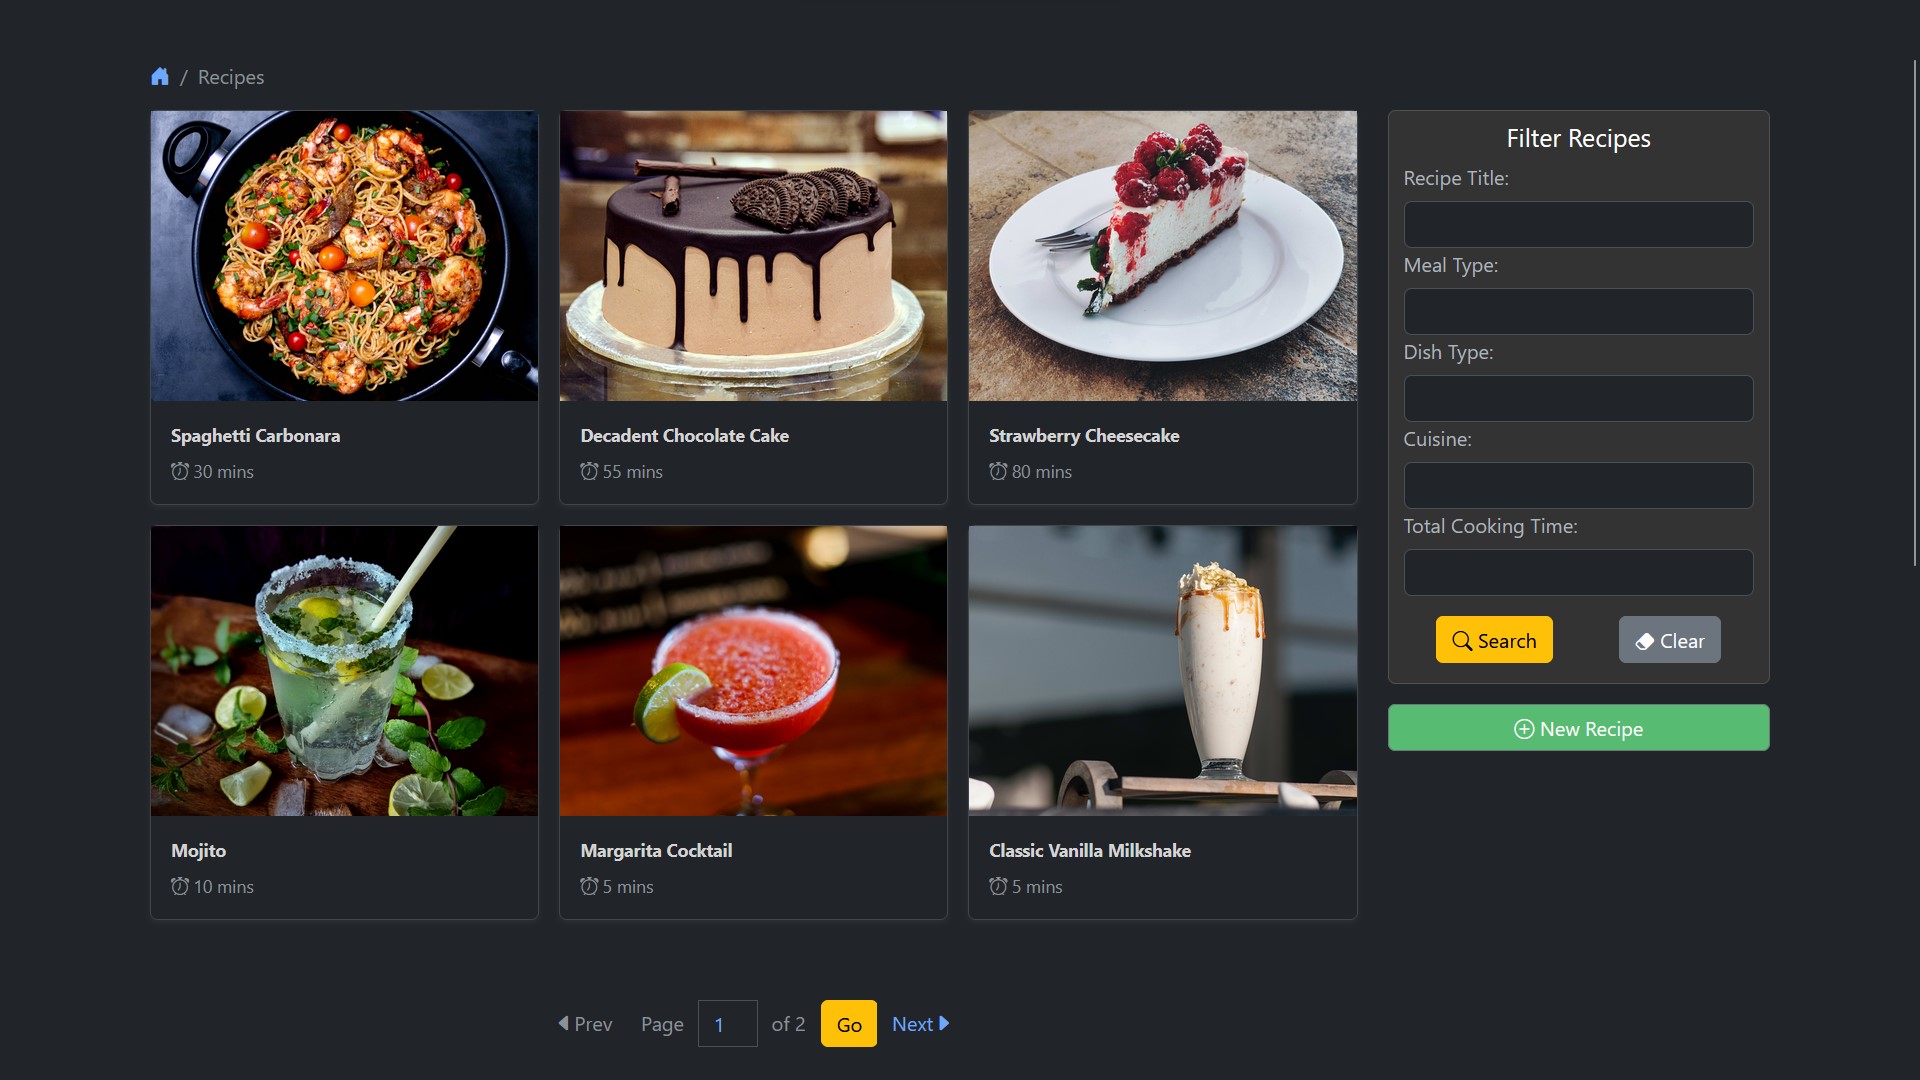 / Recipes
Spaghetti Carbonara
30 mins
Decadent Chocolate Cake
55 mins
Strawberry Cheesecake
80 mins
Mojito
10 mins
Margarita Cocktail
5 mins
Classic Vanilla Milkshake
5 mins
Prev Page 1 of 2 Go Next
Filter Recipes
Recipe Title:
Meal Type:
Dish Type:
Cuisine:
Total Cooking Time:
Search Clear
New Recipe